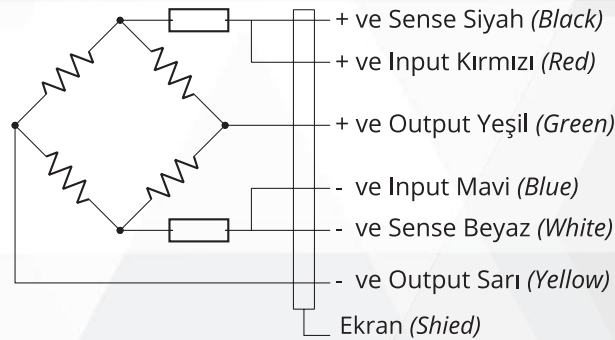 + ve Sense Siyah (Black)
+ ve Input Kırmızı (Red)
+ ve Output Yeşil (Green)
- ve Input Mavi (Blue)
- ve Sense Beyaz (White)
- ve Output Sarı (Yellow)
Ekran (Shied)